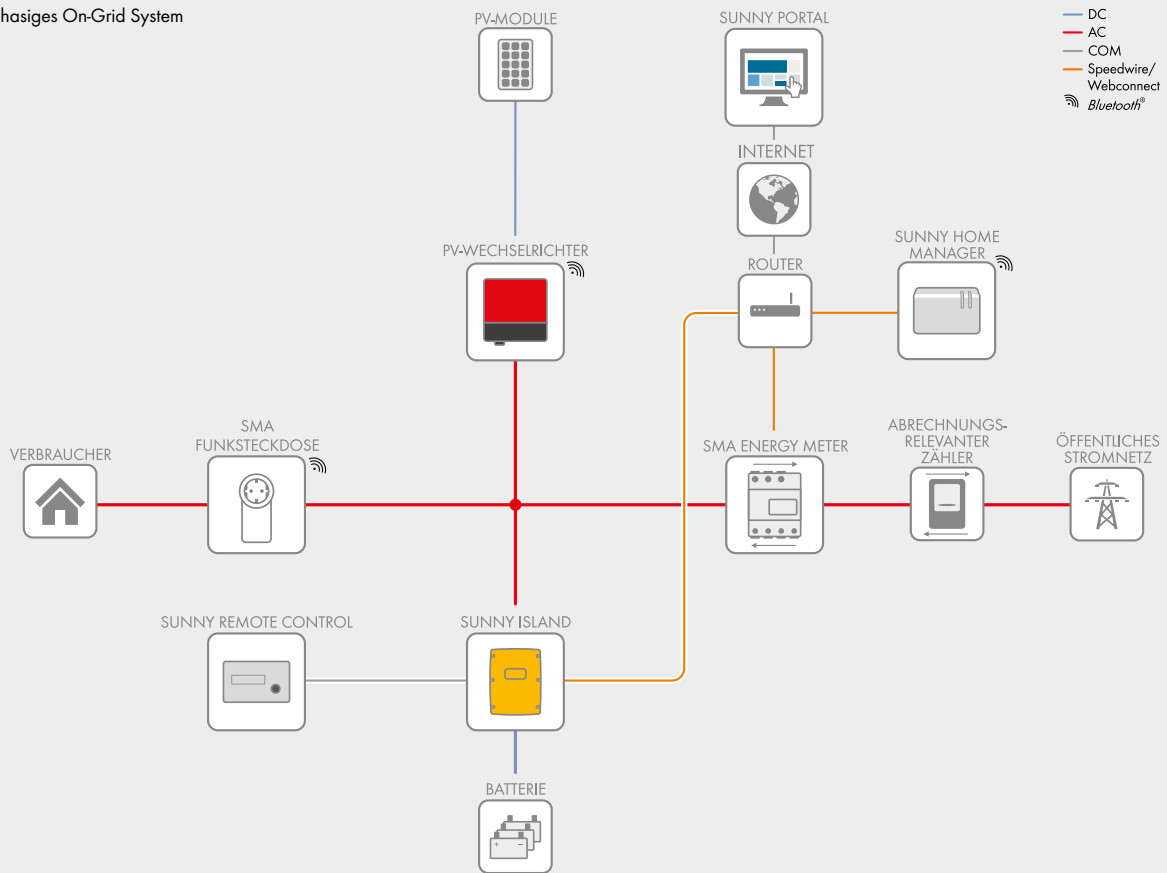 hasiges On-Grid System
PV-MODULE
SUNNY PORTAL
DC
AC
COM
Speedwire/
Webconnect
Bluetooth®
INTERNET
PV-WECHSELRICHTER
ROUTER
SUNNY HOME
MANAGER
VERBRAUCHER
SMA
FUNKSTECKDOSE
SMA ENERGY METER
ABRECHNUNGS-
RELEVANTER
ZÄHLER
ÖFFENTLICHES
STROMNETZ
SUNNY REMOTE CONTROL
SUNNY ISLAND
BATTERIE
+ −